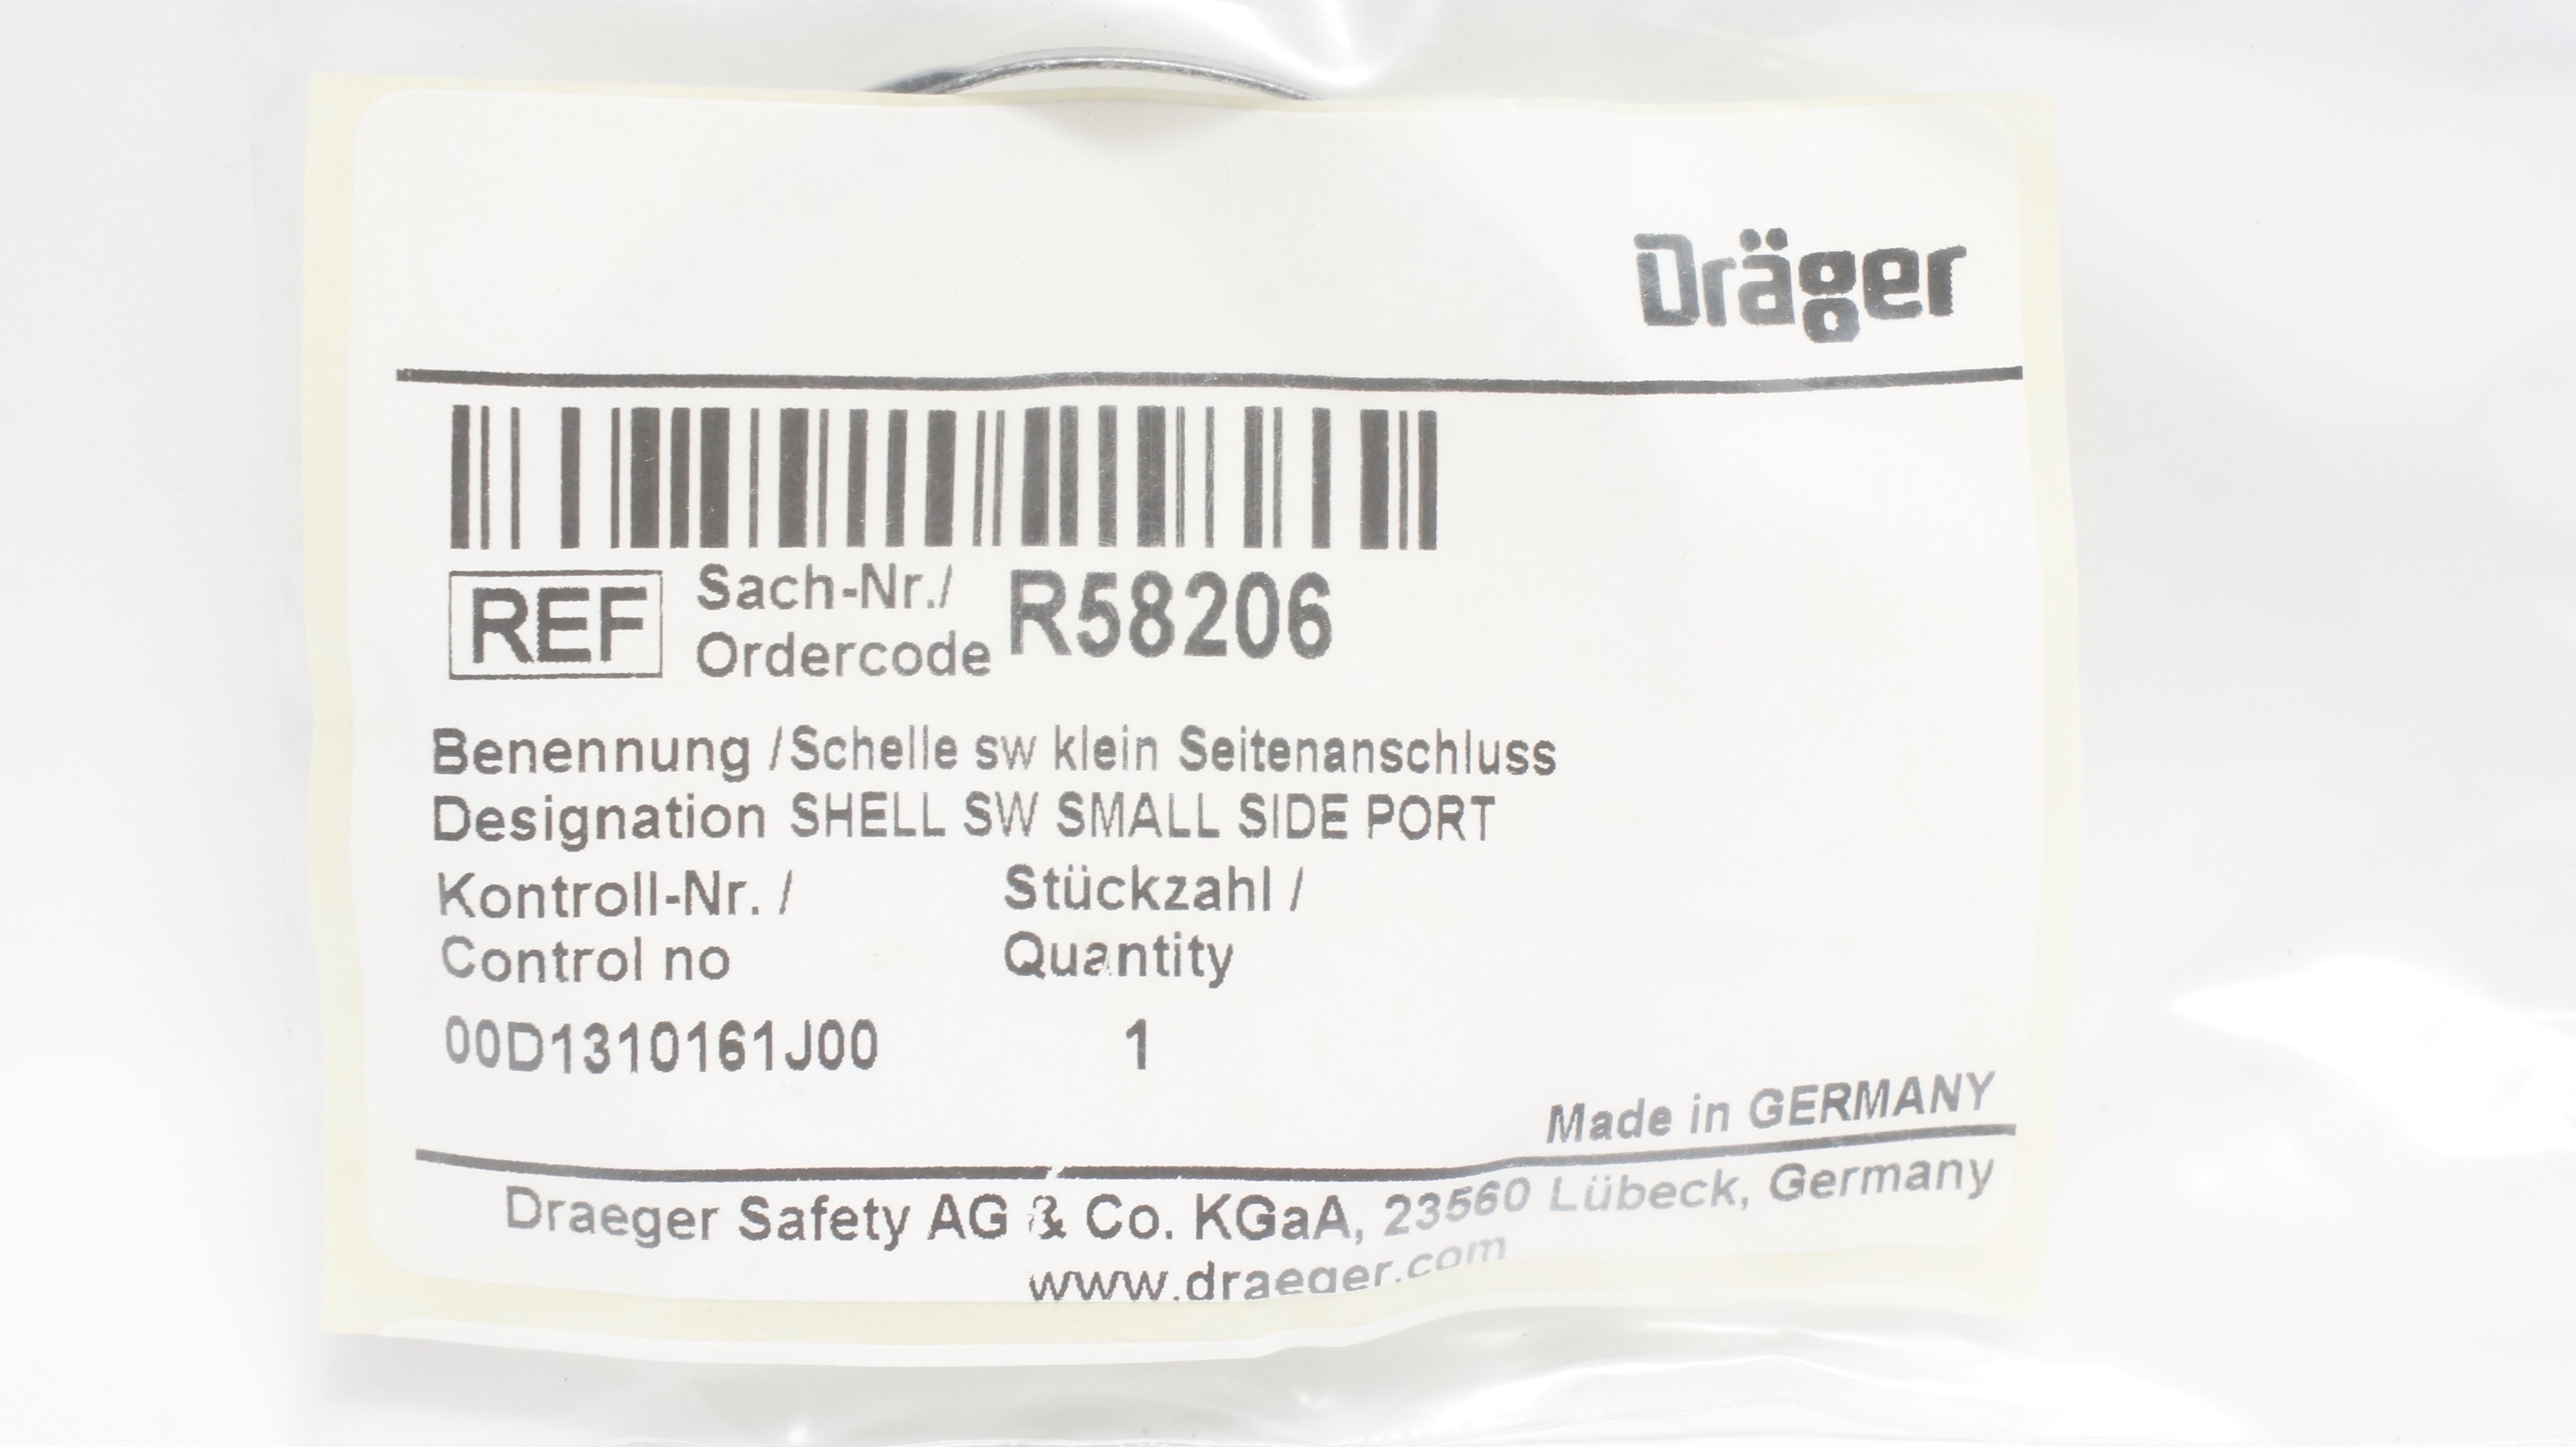 Dräger
REF Sach-Nr./ Ordercode R58206
Benennung / Schelle sw klein Seitenanschluss
Designation SHELL SW SMALL SIDE PORT
Kontroll-Nr. / Stückzahl /
Control no Quantity
00D1310161J00 1
Made in GERMANY
Draeger Safety AG & Co. KGaA, 23560 Lübeck, Germany
www.draeger.com